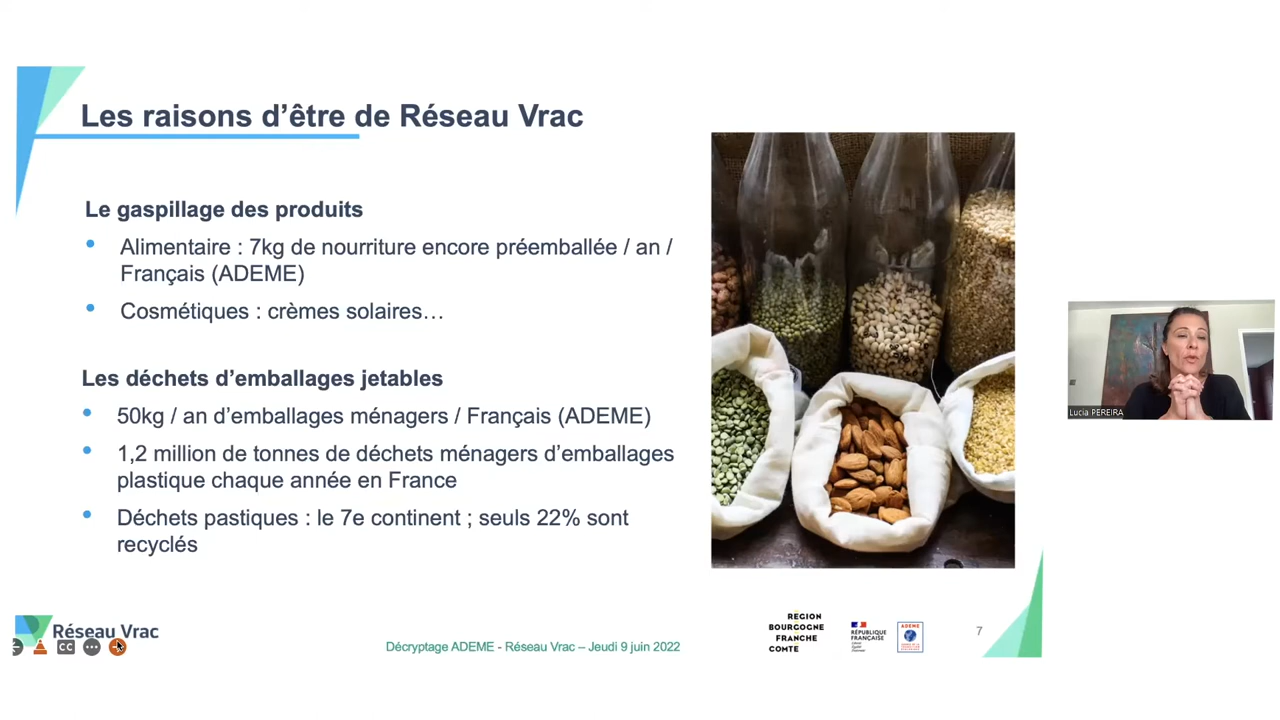 Les raisons d’être de Réseau Vrac
Le gaspillage des produits
• Alimentaire : 7kg de nourriture encore préemballée / an /
Français (ADEME)
• Cosmétiques : crèmes solaires…
Les déchets d’emballages jetables
• 50kg / an d’emballages ménagers / Français (ADEME)
• 1,2 million de tonnes de déchets ménagers d’emballages
plastique chaque année en France
• Déchets pastiques : le 7e continent ; seuls 22% sont
recyclés
Lucia PEREIRA
Réseau Vrac
CC
Décryptage ADEME - Réseau Vrac – Jeudi 9 juin 2022
RÉGION
BOURGOGNE
FRANCHE
COMTE
RÉPUBLIQUE
FRANÇAISE
ADEME
7